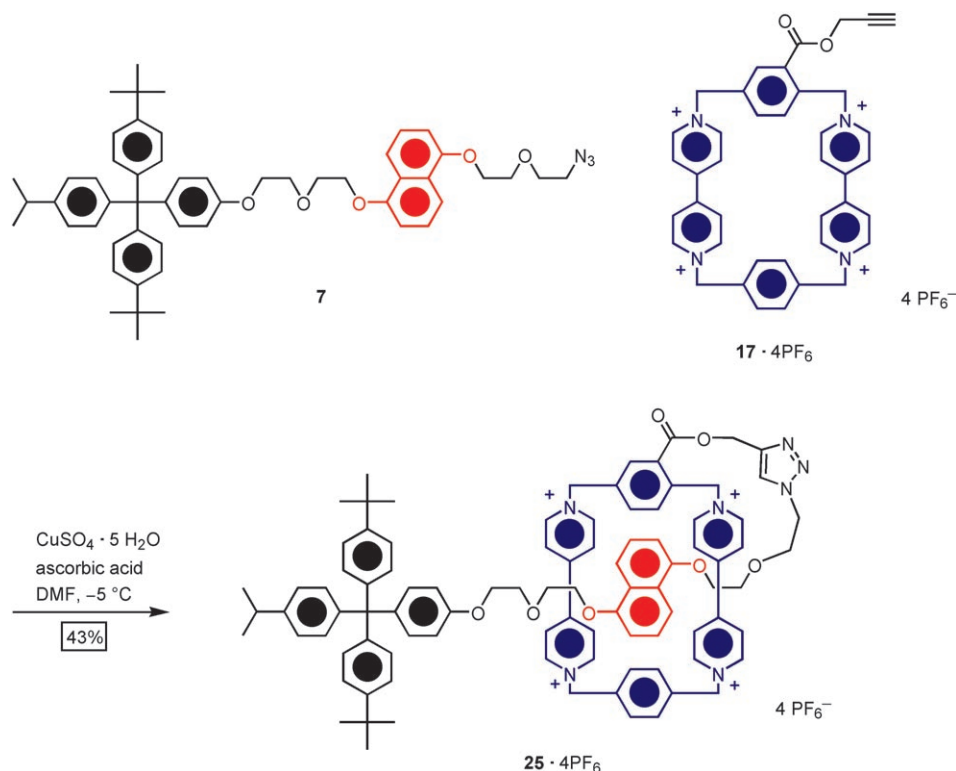 O
O
N3
O
O
O
O
O
+
N
N
+
+
N
N
+
4 PF6−
7
17 · 4PF6
O
O
N
N
N
+
N
N
+
O
O
CuSO4 · 5 H2O
ascorbic acid
DMF, −5 °C
43%
O
O
O
+
N
N
+
4 PF6−
25 · 4PF6